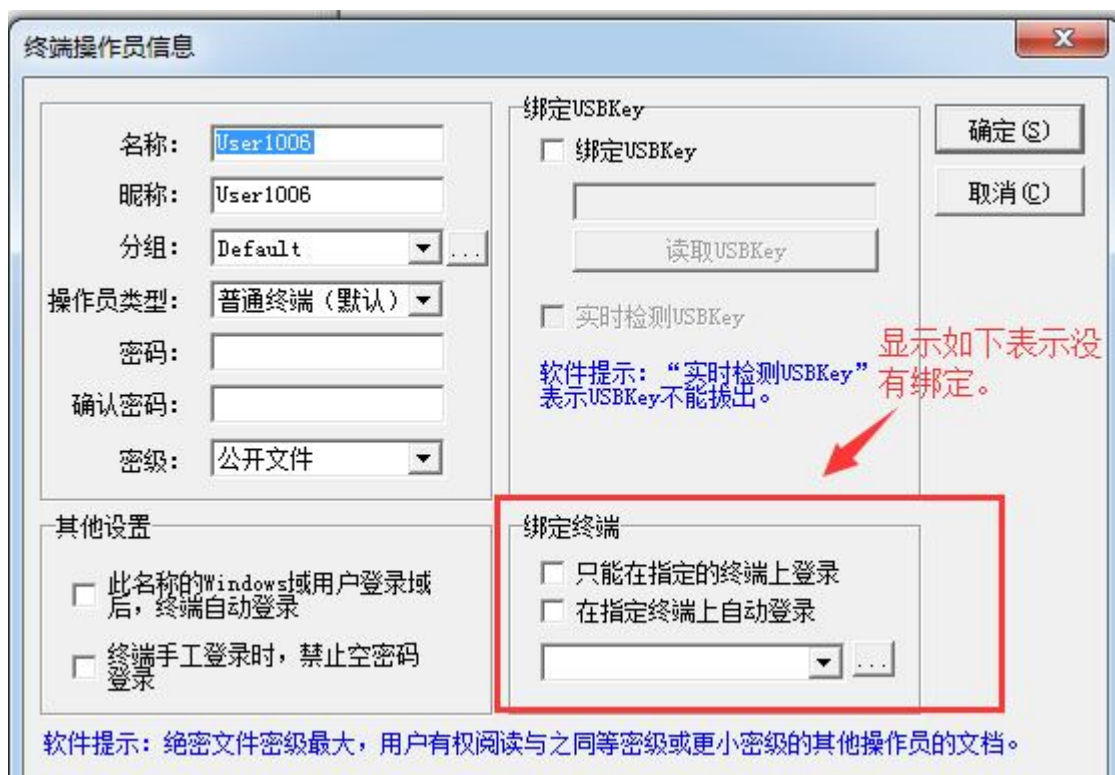 终端操作员信息
名称：
User1006
昵称：
User1006
分组：
Default
...
操作员类型：
普通终端（默认）
密码：
确认密码：
密级：
公开文件
绑定USBKey
绑定USBKey
读取USBKey
实时检测USBKey
软件提示：“实时检测USBKey”
表示USBKey不能拔出。
确定(S)
取消(C)
显示如下表示没
有绑定。
其他设置
此名称的Windows域用户登录域
后，终端自动登录
终端手工登录时，禁止空密码
登录
绑定终端
只能在指定的终端上登录
在指定终端上自动登录
...
软件提示：绝密文件密级最大，用户有权阅读与之同等密级或更小密级的其他操作员的文档。